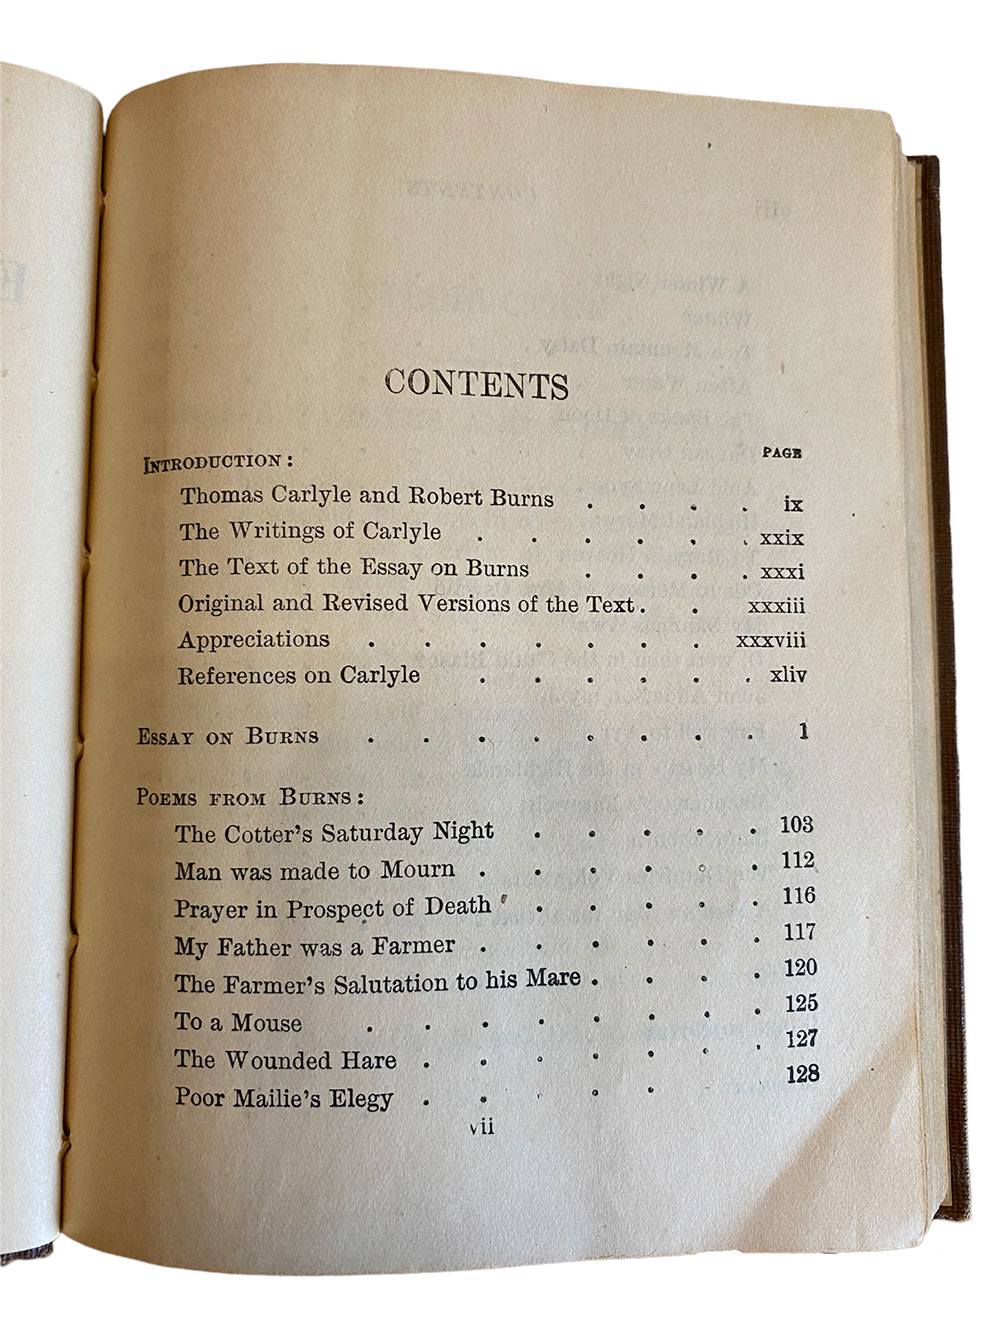 CONTENTS
PAGE
INTRODUCTION:
Thomas Carlyle and Robert Burns . . . . ix
The Writings of Carlyle . . . . . . xxix
The Text of the Essay on Burns . . . . xxxi
Original and Revised Versions of the Text . . . xxxiii
Appreciations . . . . . . . xxxviii
References on Carlyle . . . . . . xliv
ESSAY ON BURNS . . . . . . . . 1
POEMS FROM BURNS:
The Cotter's Saturday Night . . . . . 103
Man was made to Mourn . . . . . . 112
Prayer in Prospect of Death . . . . . 116
My Father was a Farmer . . . . . . 117
The Farmer's Salutation to his Mare . . . . 120
To a Mouse . . . . . . . . 125
The Wounded Hare . . . . . . . 127
Poor Mailie's Elegy . . . . . 128
vii